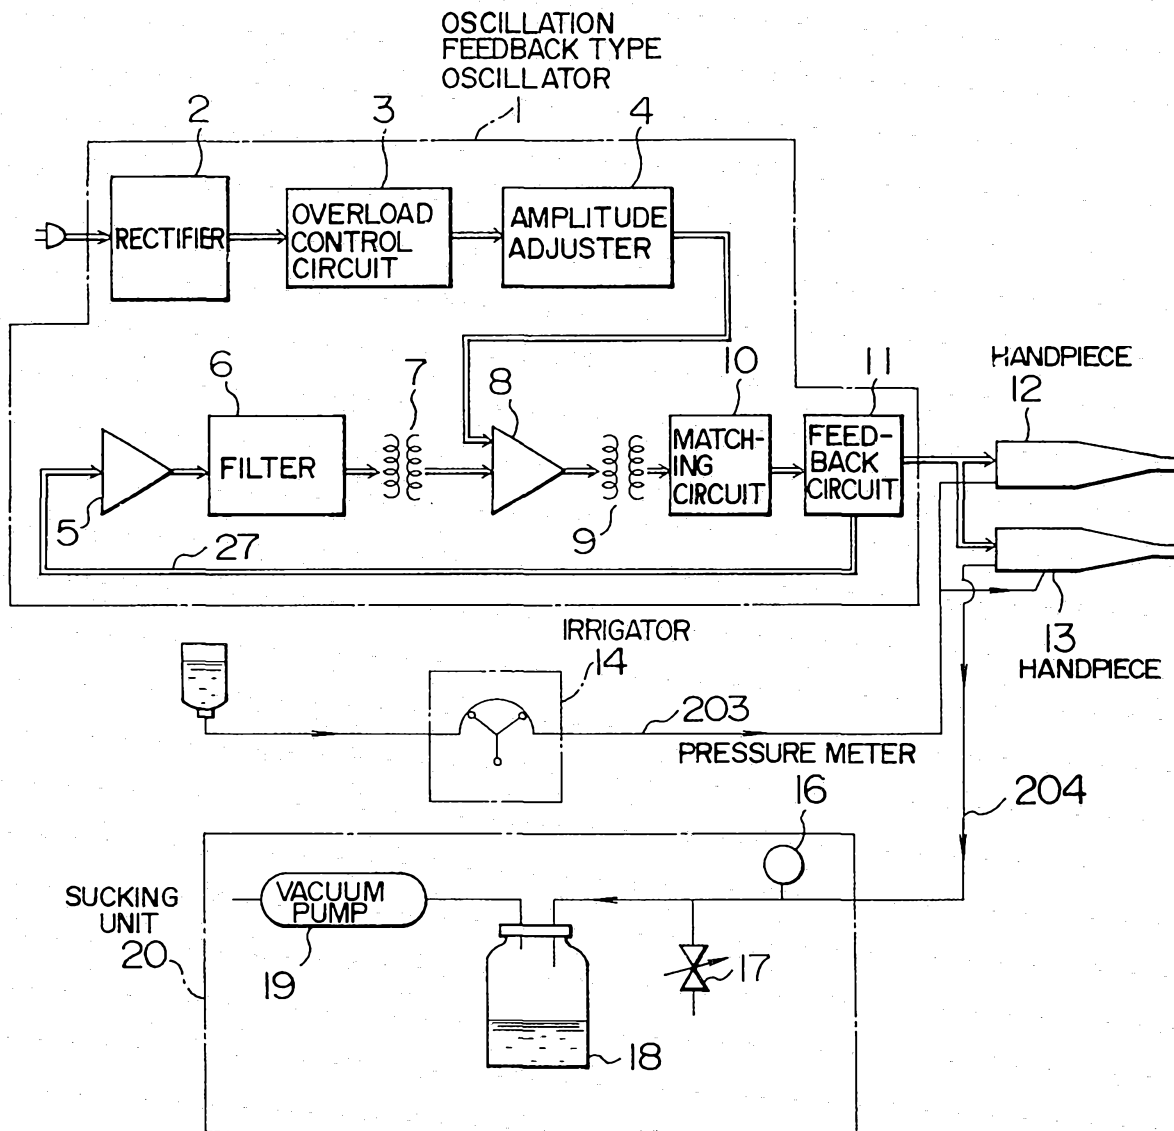 OSCILLATION
FEEDBACK TYPE
OSCILLATOR
1
2
3
4
RECTIFIER
OVERLOAD
CONTROL
CIRCUIT
AMPLITUDE
ADJUSTER
5
6
FILTER
7
8
9
10
MATCH-
ING
CIRCUIT
11
FEED-
BACK
CIRCUIT
HANDPIECE
12
27
13
HANDPIECE
IRRIGATOR
14
203
PRESSURE METER
16
204
SUCKING
UNIT
20
VACUUM
PUMP
19
17
18